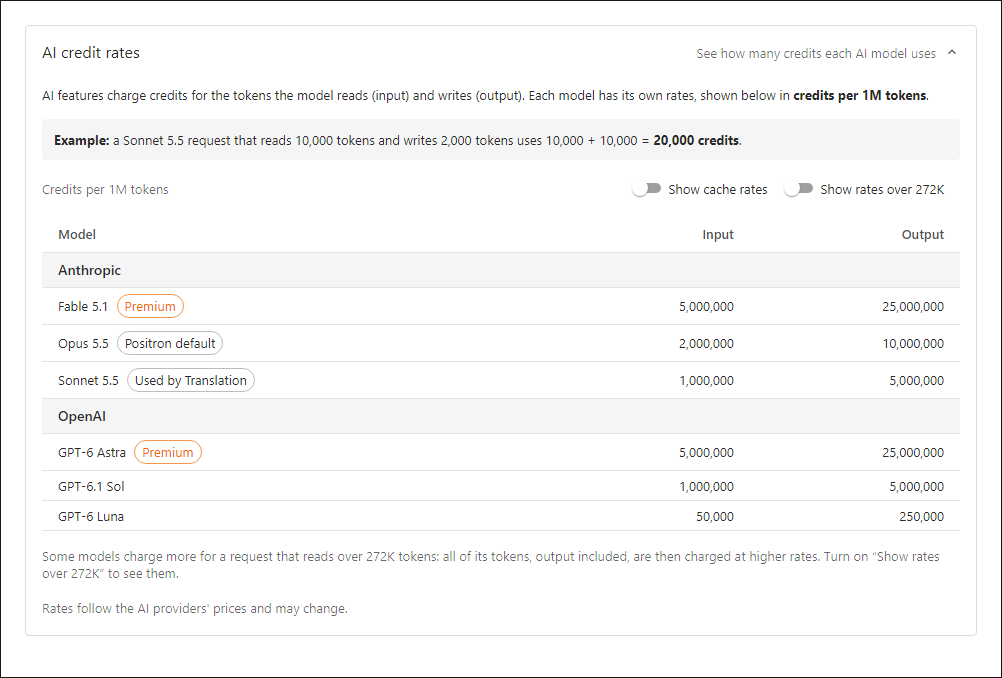 AI credit rates
See how many credits each AI model uses
AI features charge credits for the tokens the model reads (input) and writes (output). Each model has its own rates, shown below in credits per 1M tokens.
Example: a Sonnet 5.5 request that reads 10,000 tokens and writes 2,000 tokens uses 10,000 + 10,000 = 20,000 credits.
Credits per 1M tokens
Show cache rates
Show rates over 272K
Model Input Output
Anthropic
Fable 5.1 Premium 5,000,000 25,000,000
Opus 5.5 Positron default 2,000,000 10,000,000
Sonnet 5.5 Used by Translation 1,000,000 5,000,000
OpenAI
GPT-6 Astra Premium 5,000,000 25,000,000
GPT-6.1 Sol 1,000,000 5,000,000
GPT-6 Luna 50,000 250,000
Some models charge more for a request that reads over 272K tokens: all of its tokens, output included, are then charged at higher rates. Turn on “Show rates
over 272K” to see them.
Rates follow the AI providers' prices and may change.